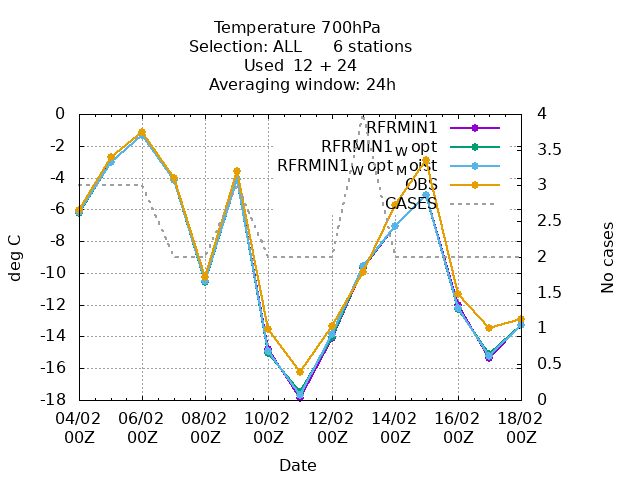 Temperature 700hPa
Selection: ALL 6 stations
Used 12 + 24
Averaging window: 24h
RFRMIN1
RFRMIN1_W opt
RFRMIN1_W opt_M oist
OBS
CASES
deg C
0
-2
-4
-6
-8
-10
-12
-14
-16
-18
No cases
4
3.5
3
2.5
2
1.5
1
0.5
0
04/02 06/02 08/02 10/02 12/02 14/02 16/02 18/02
00Z 00Z 00Z 00Z 00Z 00Z 00Z 00Z
Date